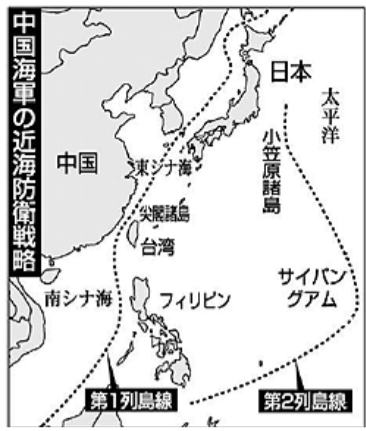 中国海軍の近海防衛戦略
日本
太平洋
小笠原諸島
中国
東シナ海
尖閣諸島
台湾
サイパン
グアム
南シナ海
フィリピン
第1列島線
第2列島線